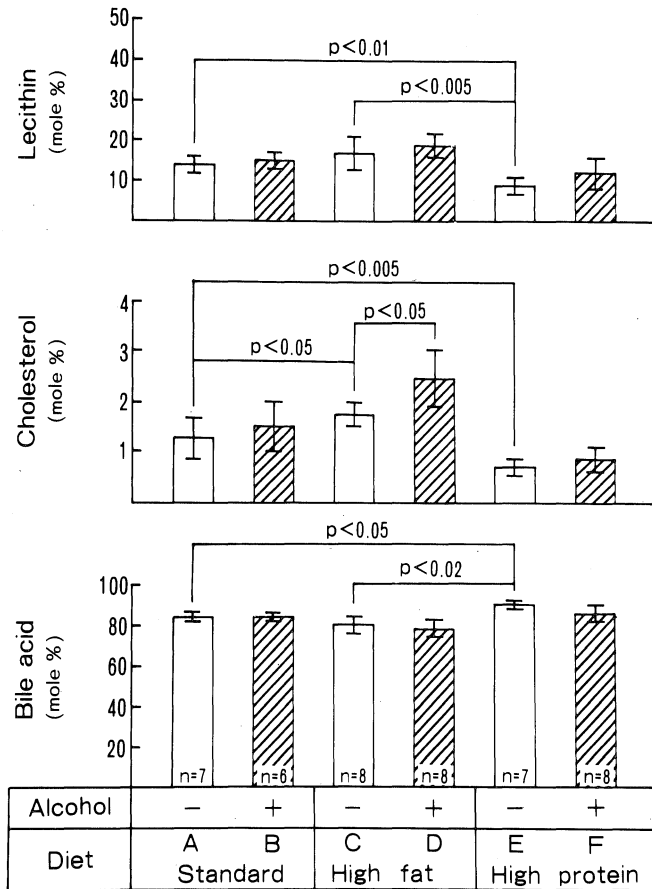 50
40
30
20
10
Lecithin
(mole %)
p<0.01
p<0.005
4
3
2
1
Cholesterol
(mole %)
p<0.005
p<0.05
p<0.05
100
80
60
40
20
Bile acid
(mole %)
p<0.05
p<0.02
n=7 n=6 n=8 n=8 n=7 n=8
Alcohol − + − + − +
Diet A B C D E F
Standard High fat High protein